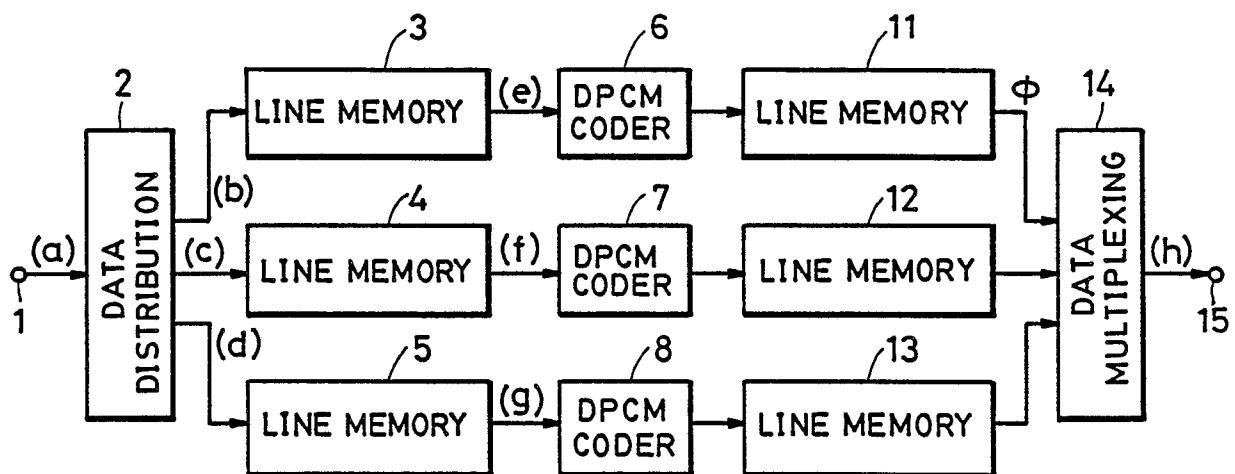 3
6
11
2
LINE MEMORY
(e)
DPCM
CODER
LINE MEMORY
ϕ
14
(b)
4
7
12
(a)
DATA
DISTRIBUTION
(c)
LINE MEMORY
(f)
DPCM
CODER
LINE MEMORY
DATA
MULTIPLEXING
(h)
1
15
(d)
5
8
13
LINE MEMORY
(g)
DPCM
CODER
LINE MEMORY